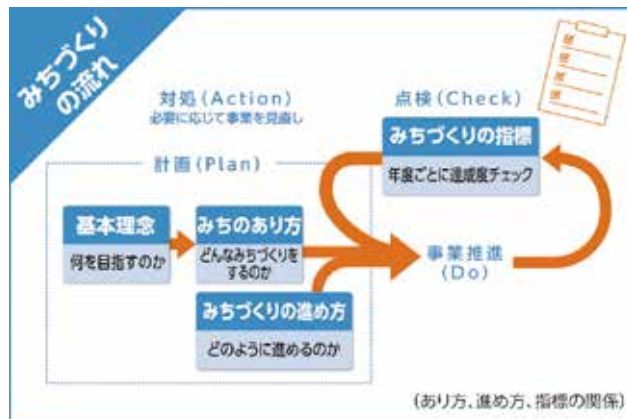 みちづくり
の流れ
対処(Action)
必要に応じて事業を見直し
点検(Check)
みちづくりの指標
年度ごとに達成度チェック
計画(Plan)
基本理念
何を目指すのか
みちのあり方
どんなみちづくりを
するのか
みちづくりの進め方
どのように進めるのか
事業推進
(Do)
(あり方、進め方、指標の関係)